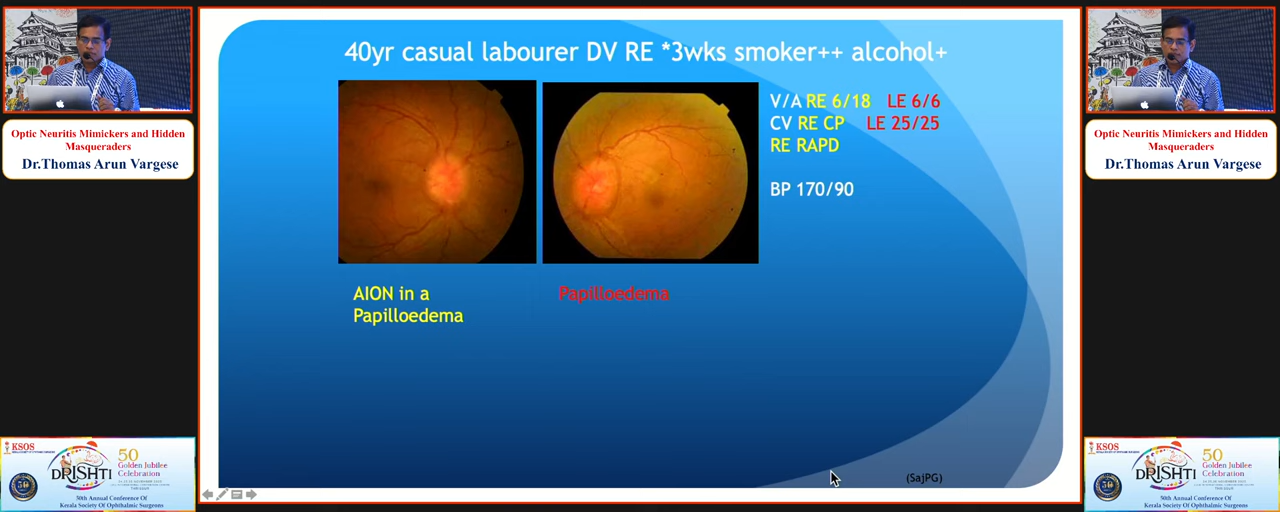 40yr casual labourer DV RE *3wks smoker++ alcohol+
V/A RE 6/18 LE 6/6
CV RE CP LE 25/25
RE RAPD
BP 170/90
AION in a
Papilloedema
Papilloedema
(SajPG)
Optic Neuritis Mimickers and Hidden
Masqueraders
Dr.Thomas Arun Vargese
KSOS
50
Golden Jubilee
Celebration
DRISHTI
50th Annual Conference Of
Kerala Society Of Ophthalmic Surgeons
Optic Neuritis Mimickers and Hidden
Masqueraders
Dr.Thomas Arun Vargese
KSOS
50
Golden Jubilee
Celebration
DRISHTI
50th Annual Conference Of
Kerala Society Of Ophthalmic Surgeons